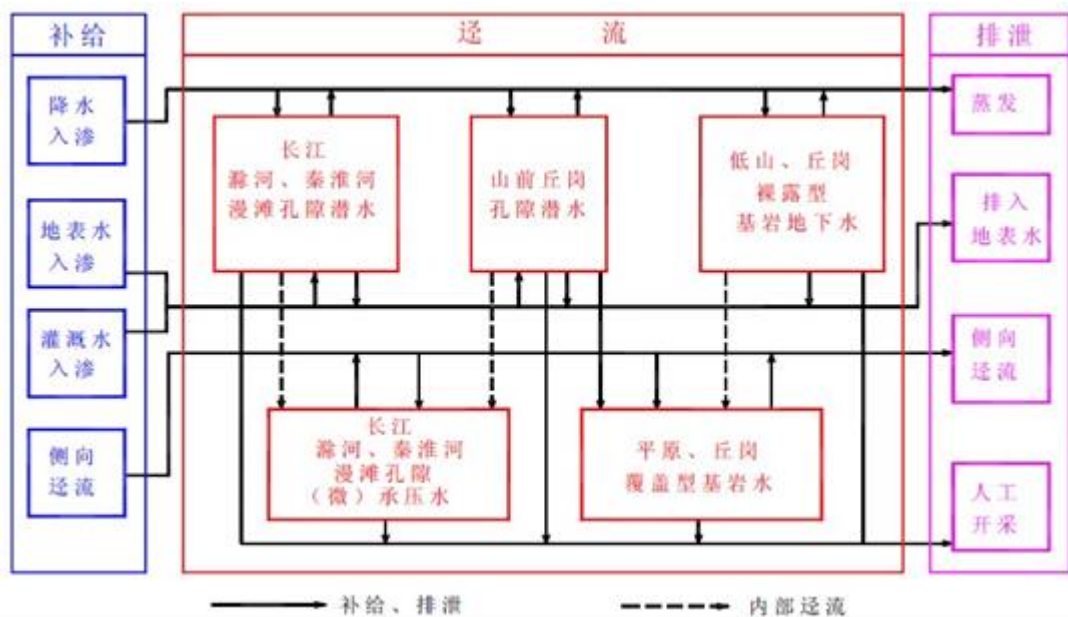 补给
迳流
排泄
降水
入渗
地表水
入渗
灌溉水
入渗
侧向
迳流
长江
滁河、秦淮河
漫滩孔隙潜水
山前丘岗
孔隙潜水
低山、丘岗
裸露型
基岩地下水
长江
滁河、秦淮河
漫滩孔隙
（微）承压水
平原、丘岗
覆盖型基岩水
蒸发
排入
地表水
侧向
迳流
人工
开采
补给、排泄
内部迳流